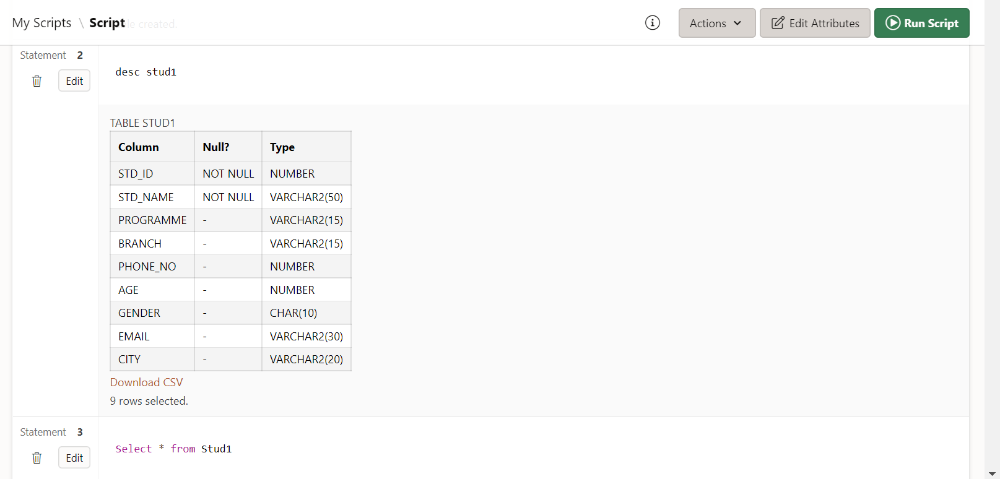 My Scripts \ Script le created.
Actions Edit Attributes Run Script
Statement 2
Edit
desc stud1
TABLE STUD1
Column Null? Type
STD_ID NOT NULL NUMBER
STD_NAME NOT NULL VARCHAR2(50)
PROGRAMME - VARCHAR2(15)
BRANCH - VARCHAR2(15)
PHONE_NO - NUMBER
AGE - NUMBER
GENDER - CHAR(10)
EMAIL - VARCHAR2(30)
CITY - VARCHAR2(20)
Download CSV
9 rows selected.
Statement 3
Edit
Select * from Stud1